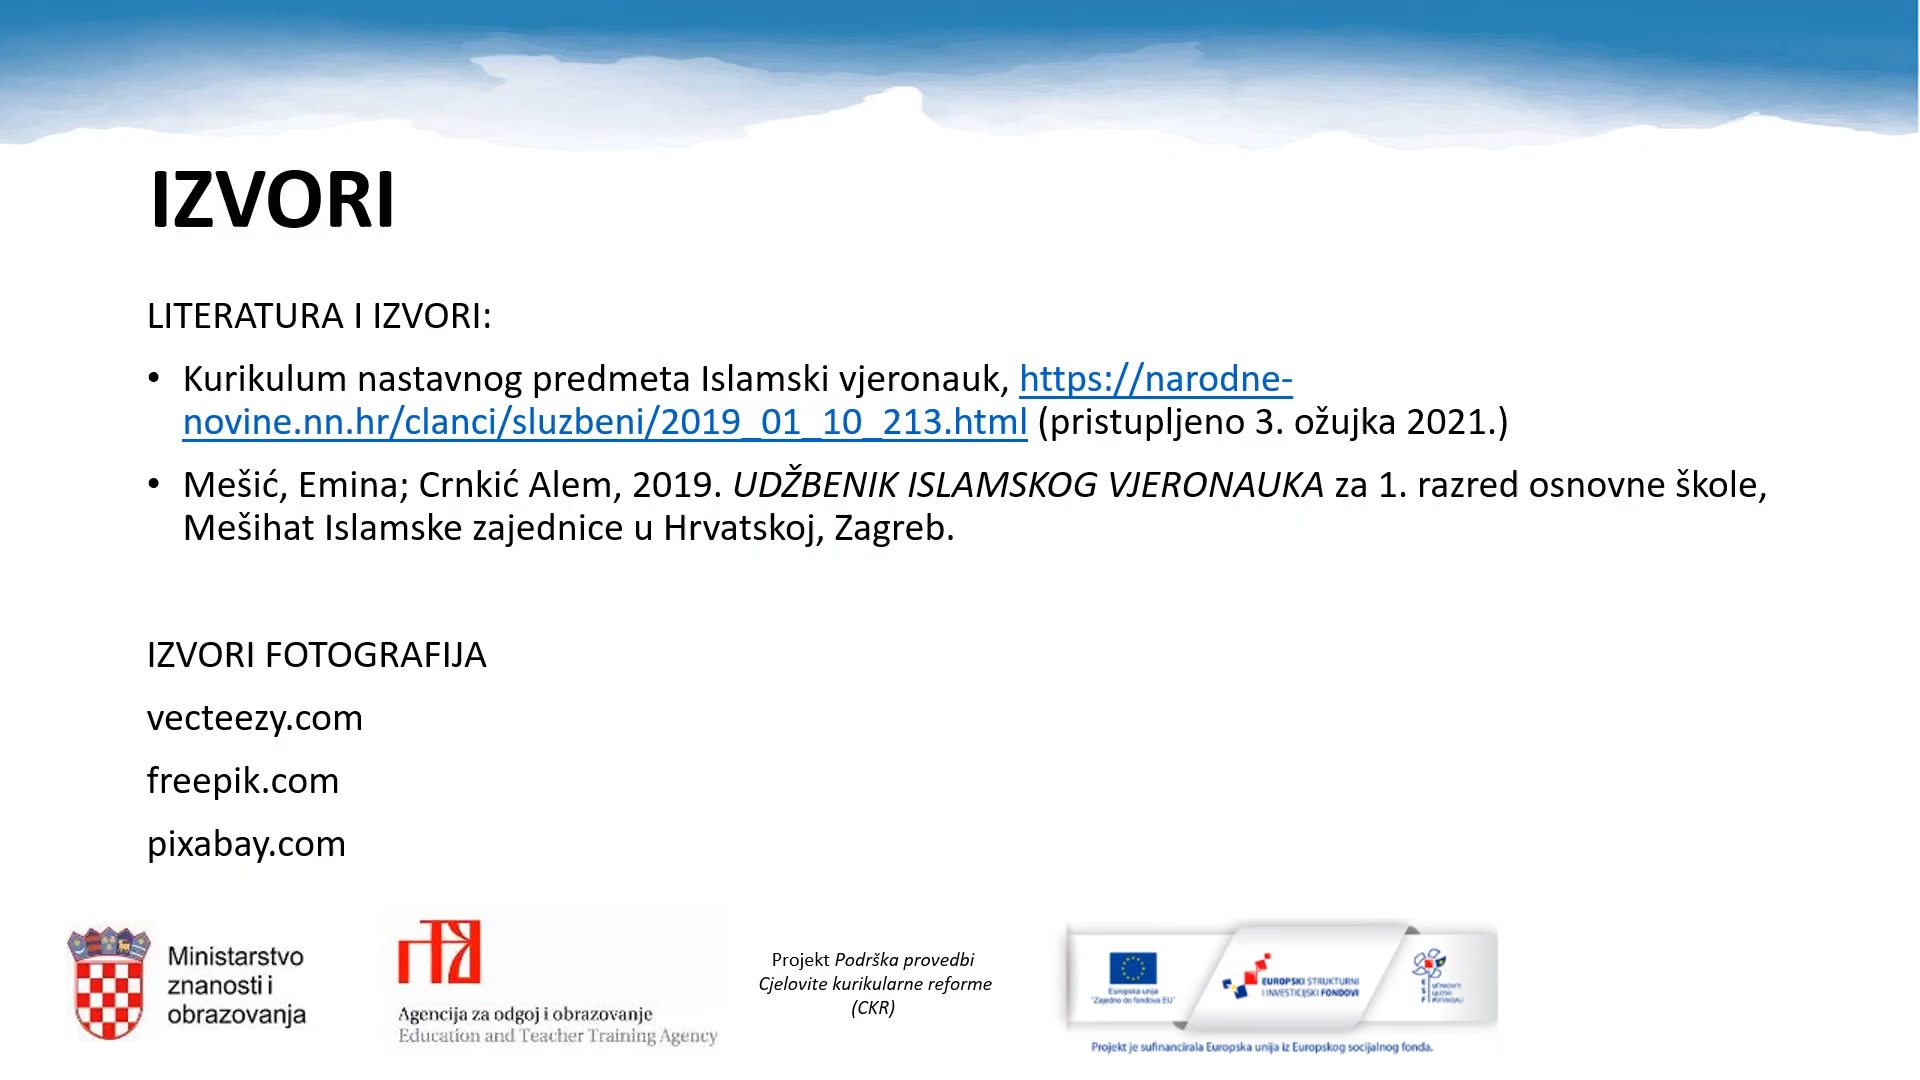 IZVORI
LITERATURA I IZVORI:
• Kurikulum nastavnog predmeta Islamski vjeronauk, https://narodne-
novine.nn.hr/clanci/sluzbeni/2019_01_10_213.html (pristupljeno 3. ožujka 2021.)
• Mešić, Emina; Crnkić Alem, 2019. UDŽBENIK ISLAMSKOG VJERONAUKA za 1. razred osnovne škole,
Mešihat Islamske zajednice u Hrvatskoj, Zagreb.
IZVORI FOTOGRAFIJA
vecteezy.com
freepik.com
pixabay.com
Ministarstvo
znanosti i
obrazovanja
Agencija za odgoj i obrazovanje
Education and Teacher Training Agency
Projekt Podrška provedbi
Cjelovite kurikularne reforme
(CKR)
Europska unija
"Zajedno do fondova EU"
EUROPSKI STRUKTURNI
I INVESTICIJSKI FONDOVI
ESF
Projekt je sufinancirala Europska unija iz Europskog socijalnog fonda.